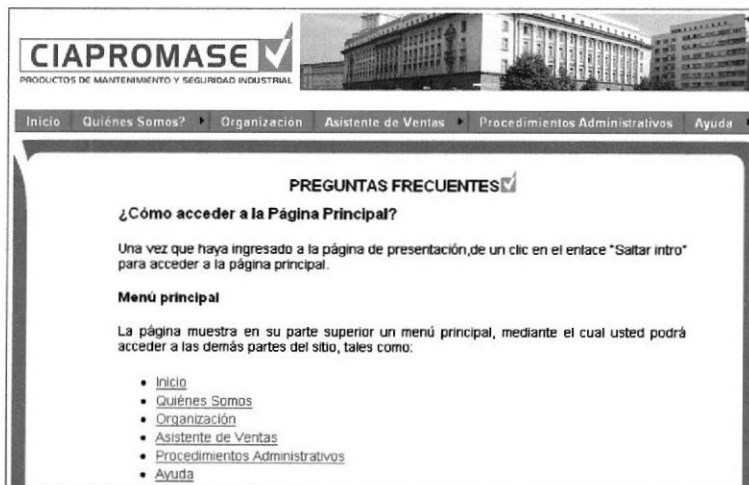 CIAPROMASE
PRODUCTOS DE MANTENIMIENTO Y SEGURIDAD INDUSTRIAL
Inicio Quiénes Somos? Organización Asistente de Ventas Procedimientos Administrativos Ayuda
PREGUNTAS FRECUENTES
¿Cómo acceder a la Página Principal?
Una vez que haya ingresado a la página de presentación,de un clic en el enlace "Saltar intro"
para acceder a la página principal.
Menú principal
La página muestra en su parte superior un menú principal, mediante el cual usted podrá
acceder a las demás partes del sitio, tales como:
• Inicio
• Quiénes Somos
• Organización
• Asistente de Ventas
• Procedimientos Administrativos
• Ayuda